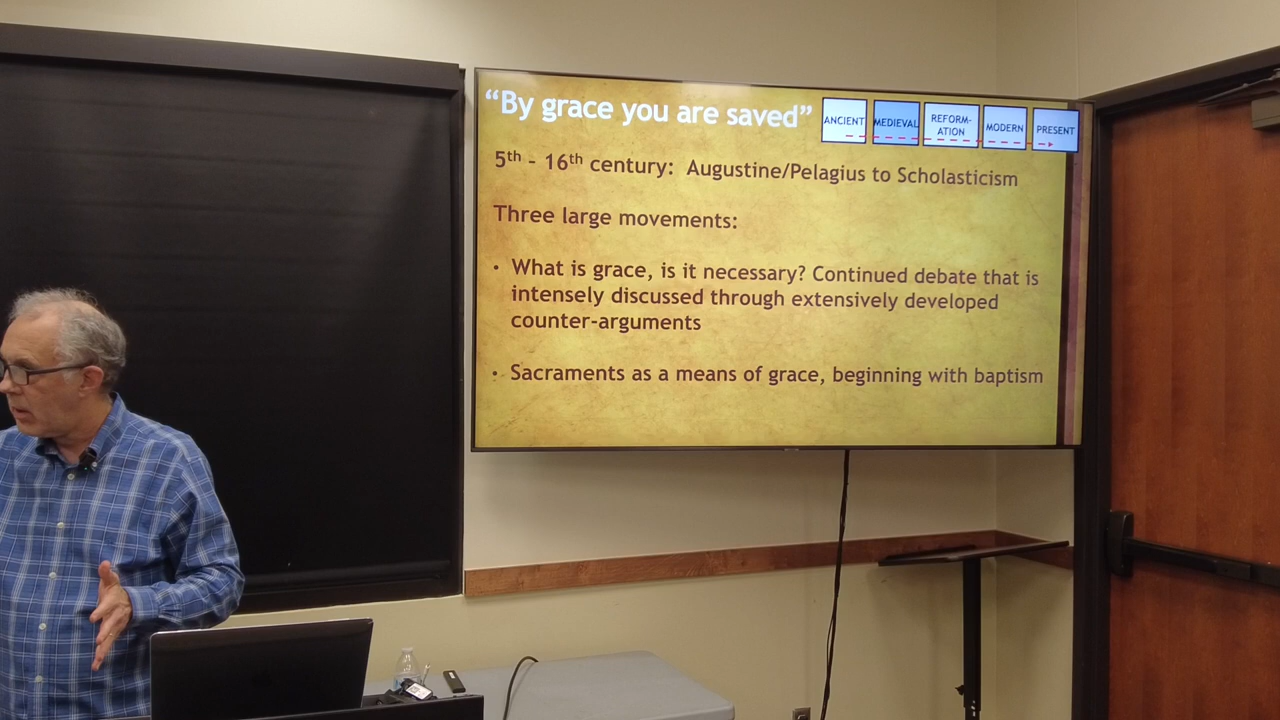 “By grace you are saved”
ANCIENT
MEDIEVAL
REFORM-
ATION
MODERN
PRESENT
5th - 16th century: Augustine/Pelagius to Scholasticism
Three large movements:
• What is grace, is it necessary? Continued debate that is
intensely discussed through extensively developed
counter-arguments
• Sacraments as a means of grace, beginning with baptism